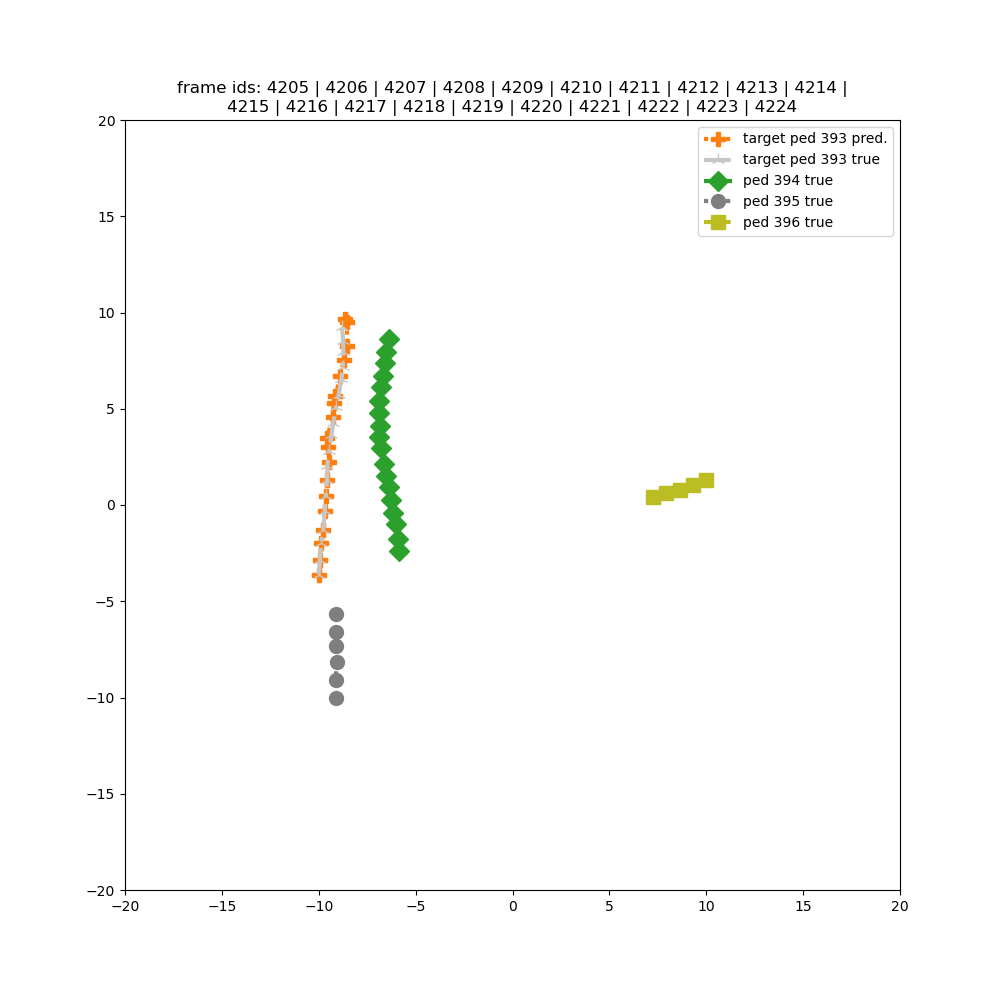 frame ids: 4205 | 4206 | 4207 | 4208 | 4209 | 4210 | 4211 | 4212 | 4213 | 4214 |
4215 | 4216 | 4217 | 4218 | 4219 | 4220 | 4221 | 4222 | 4223 | 4224
target ped 393 pred.
target ped 393 true
ped 394 true
ped 395 true
ped 396 true
20
15
10
5
0
−5
−10
−15
−20
−20 −15 −10 −5 0 5 10 15 20